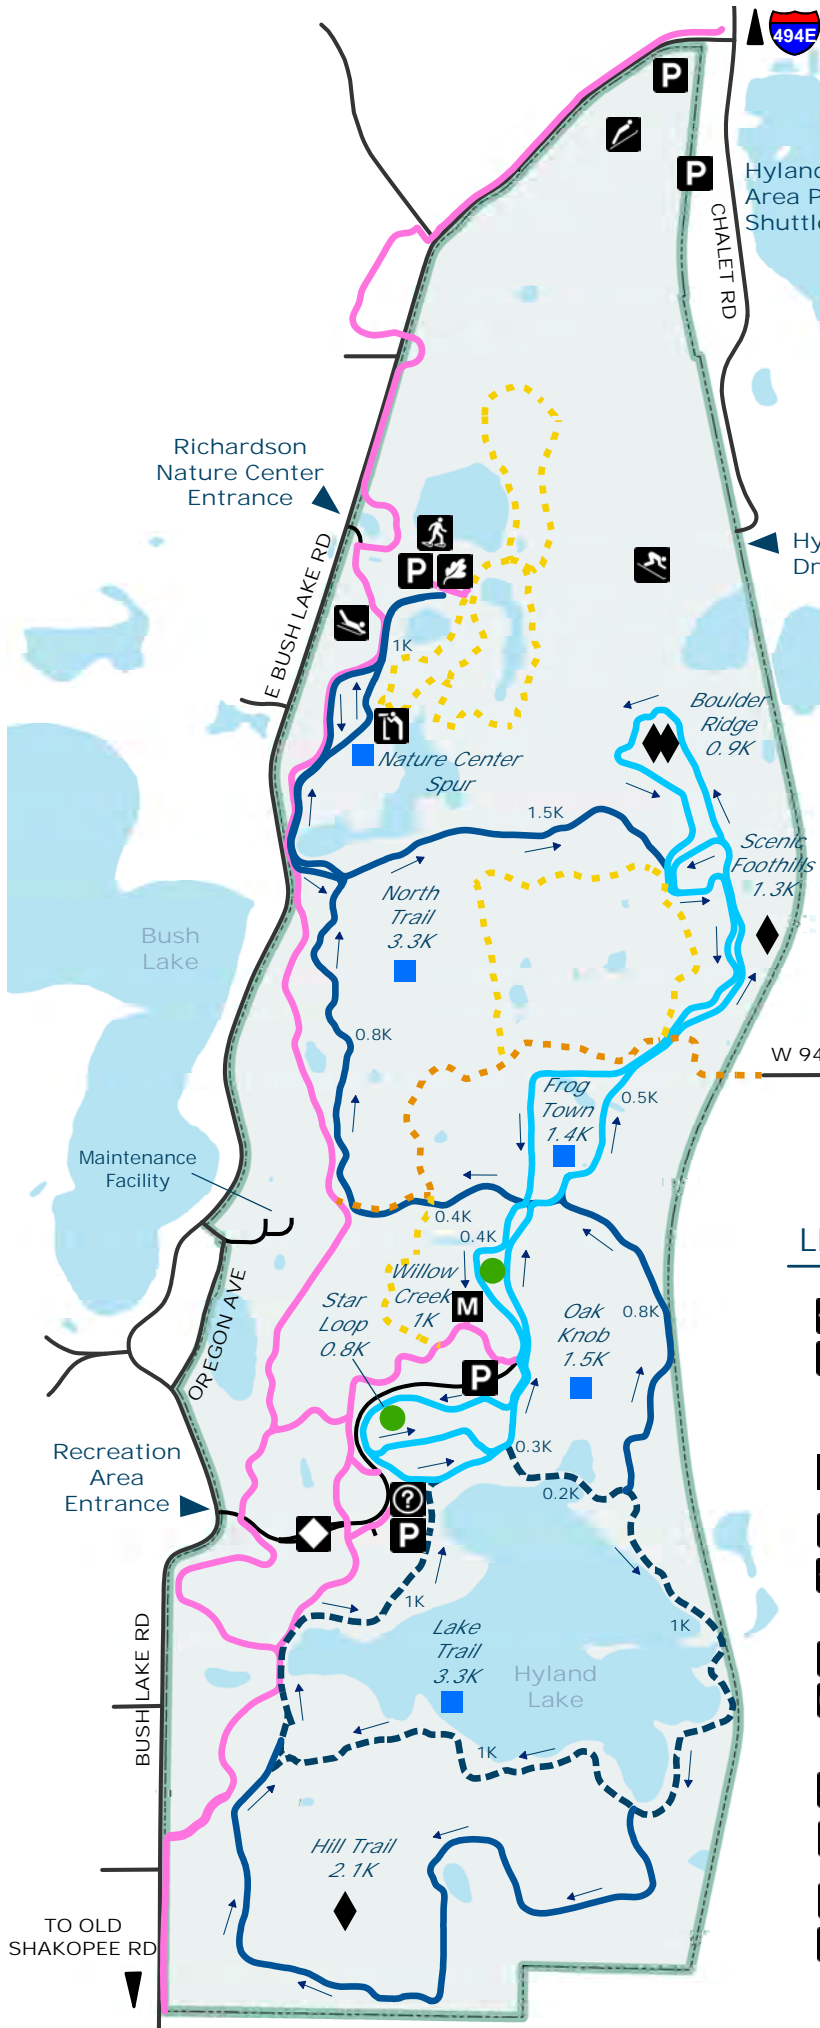 494E
P
P
Hyland
Area P
Shuttle
CHALET RD
Richardson
Nature Center
Entrance
P
Hy
Dr
E BUSH LAKE RD
1K
Boulder
Ridge
0.9K
Nature Center
Spur
1.5K
Scenic
Foothills
1.3K
North
Trail
3.3K
Bush
Lake
0.8K
W 94
Frog
Town
1.4K
0.5K
Maintenance
Facility
0.4K
0.4K
LE
Willow
Creek
1K
M
Star
Loop
0.8K
Oak
Knob
1.5K
0.8K
OREGON AVE
P
Recreation
Area
Entrance
0.3K
0.2K
?
P
1K
1K
Lake
Trail
3.3K
Hyland
Lake
BUSH LAKE RD
1K
Hill Trail
2.1K
TO OLD
SHAKOPEE RD